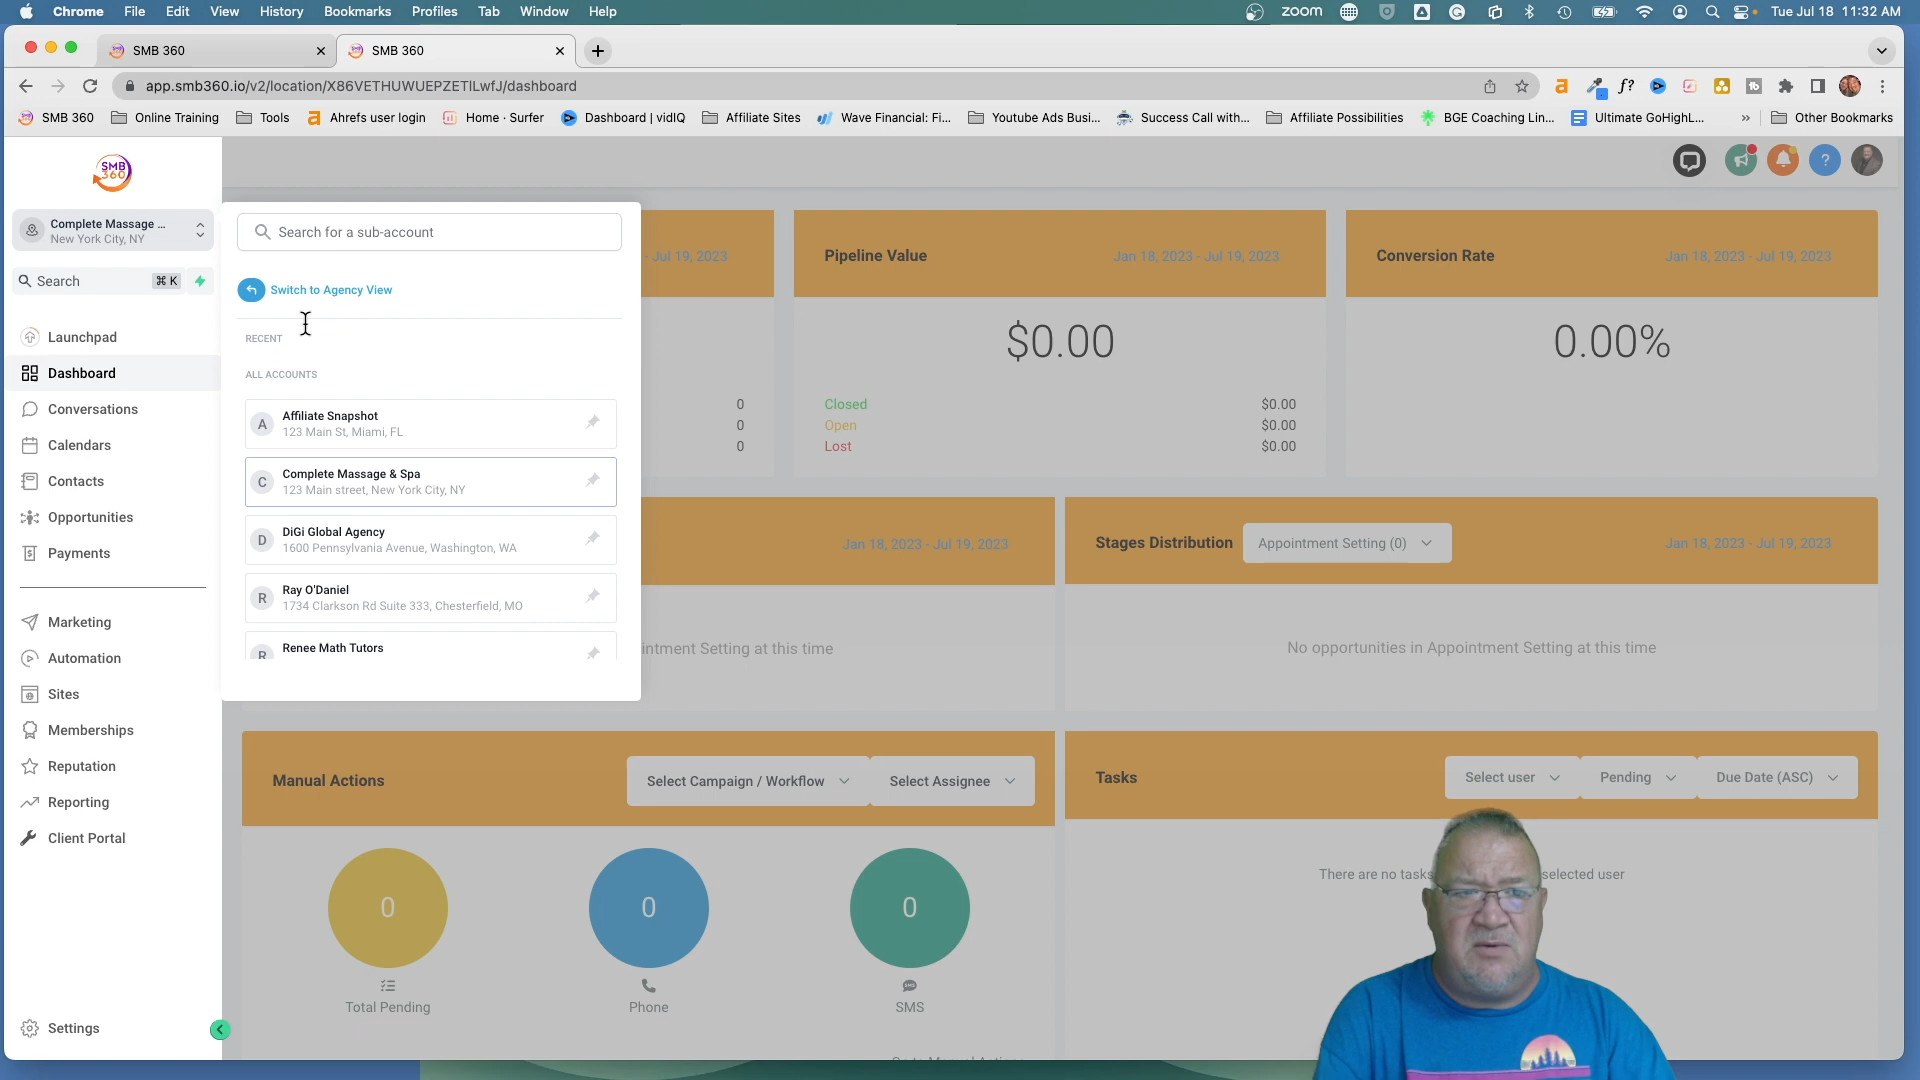 Chrome File Edit View History Bookmarks Profiles Tab Window Help
zoom
Tue Jul 18 11:32 AM
SMB 360
SMB 360
app.smb360.io/v2/location/X86VETHUWUEPZETlLwfJ/dashboard
f?
SMB 360 Online Training Tools Ahrefs user login Home · Surfer Dashboard | vidIQ Affiliate Sites Wave Financial: Fi... Youtube Ads Busi... Success Call with... Affiliate Possibilities BGE Coaching Lin... Ultimate GoHighL... » Other Bookmarks
SMB
360
Complete Massage ...
New York City, NY
Search ⌘ K
Launchpad
Dashboard
Conversations
Calendars
Contacts
Opportunities
Payments
Marketing
Automation
Sites
Memberships
Reputation
Reporting
Client Portal
Settings
Search for a sub-account
Switch to Agency View
RECENT
ALL ACCOUNTS
A
Affiliate Snapshot
123 Main St, Miami, FL
C
Complete Massage & Spa
123 Main street, New York City, NY
D
DiGi Global Agency
1600 Pennsylvania Avenue, Washington, WA
R
Ray O'Daniel
1734 Clarkson Rd Suite 333, Chesterfield, MO
R
Renee Math Tutors
- Jul 19, 2023
0
0
0
Pipeline Value
Jan 18, 2023 - Jul 19, 2023
$0.00
Closed $0.00
Open $0.00
Lost $0.00
Conversion Rate
Jan 18, 2023 - Jul 19, 2023
0.00%
Jan 18, 2023 - Jul 19, 2023
intment Setting at this time
Stages Distribution
Appointment Setting (0)
Jan 18, 2023 - Jul 19, 2023
No opportunities in Appointment Setting at this time
Manual Actions
Select Campaign / Workflow
Select Assignee
0
Total Pending
0
Phone
0
SMS
Tasks
Select user
Pending
Due Date (ASC)
There are no tasks selected user